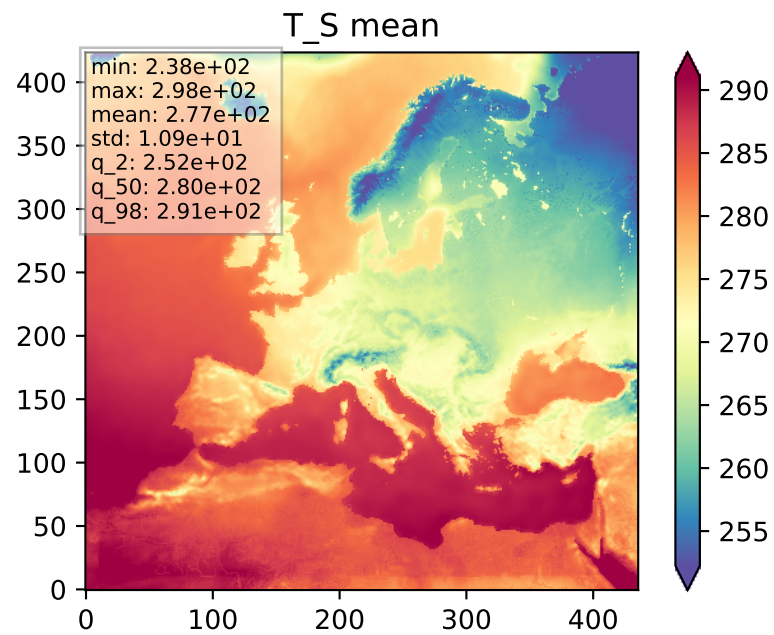 T_S mean
min: 2.38e+02
max: 2.98e+02
mean: 2.77e+02
std: 1.09e+01
q_2: 2.52e+02
q_50: 2.80e+02
q_98: 2.91e+02
400
350
300
250
200
150
100
50
0
0 100 200 300 400
290
285
280
275
270
265
260
255